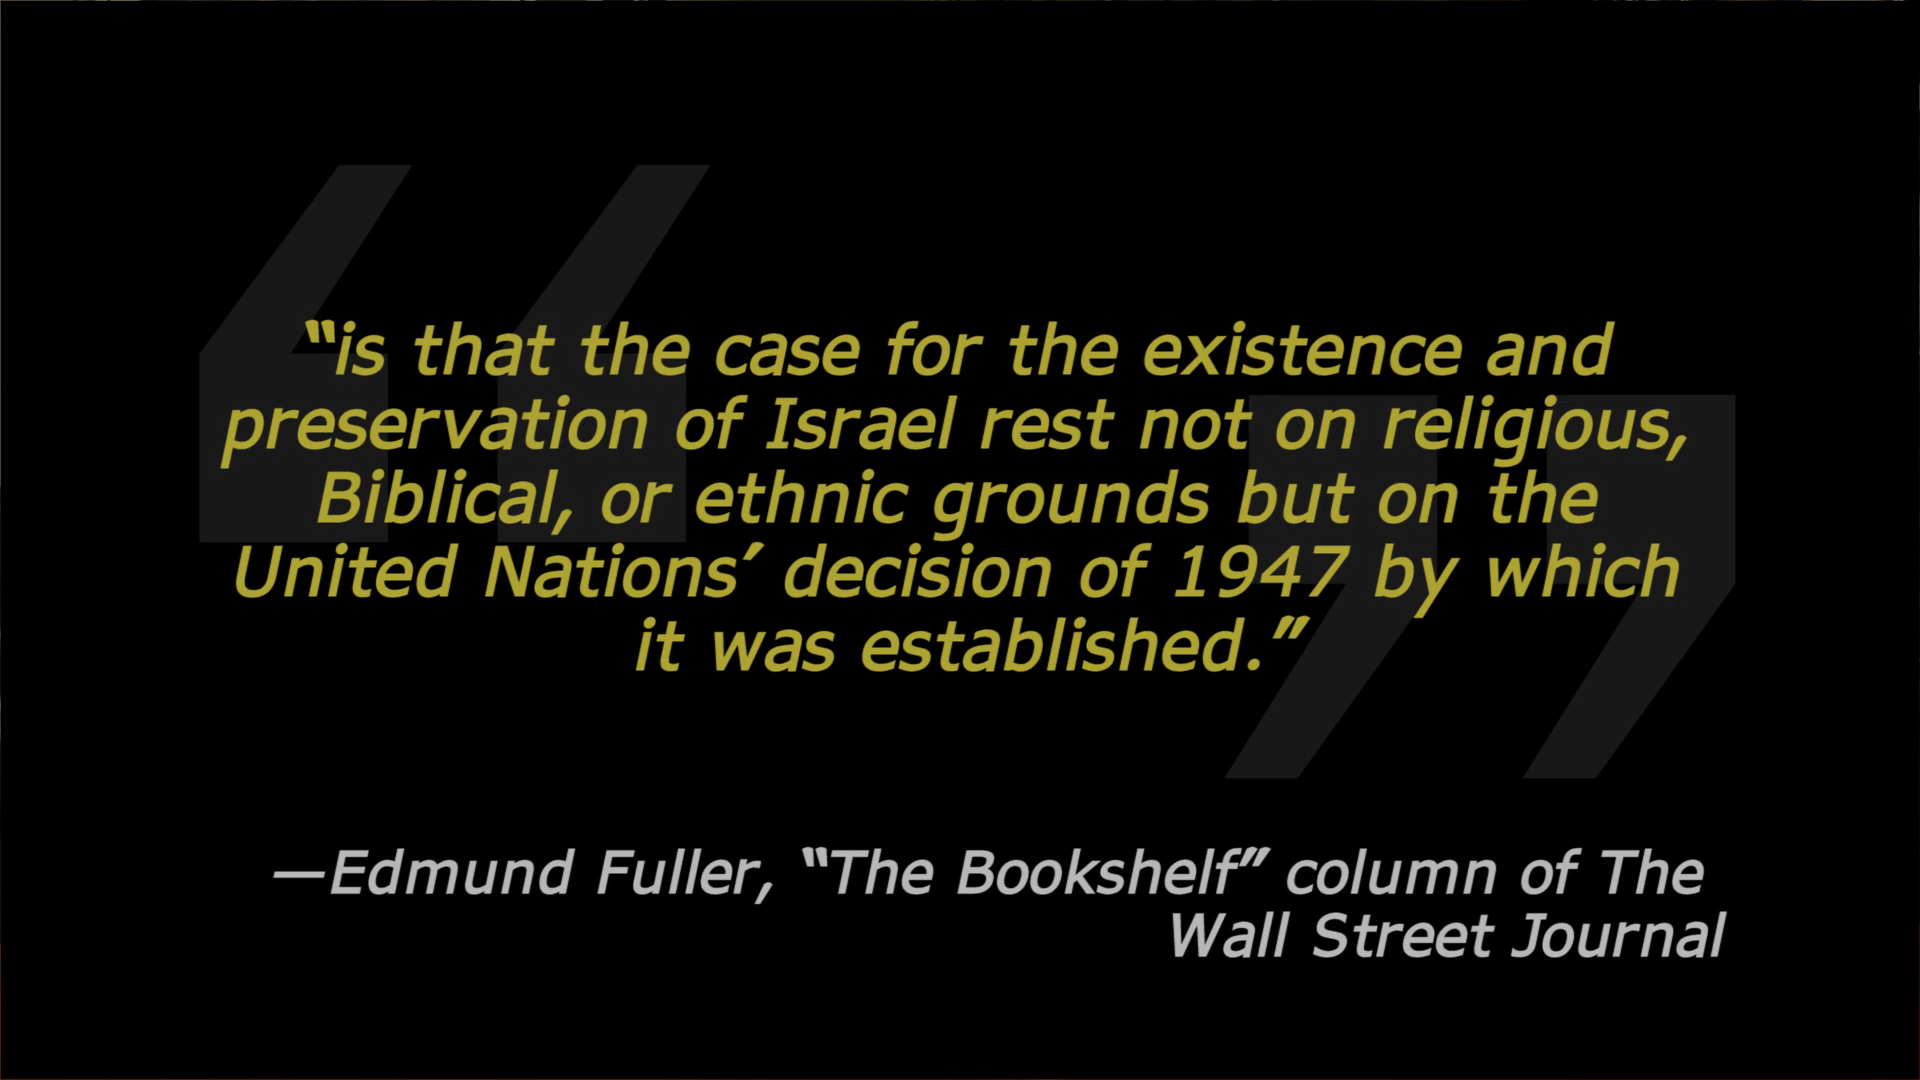 “is that the case for the existence and
preservation of Israel rest not on religious,
Biblical, or ethnic grounds but on the
United Nations’ decision of 1947 by which
it was established.”
—Edmund Fuller, “The Bookshelf” column of The
Wall Street Journal